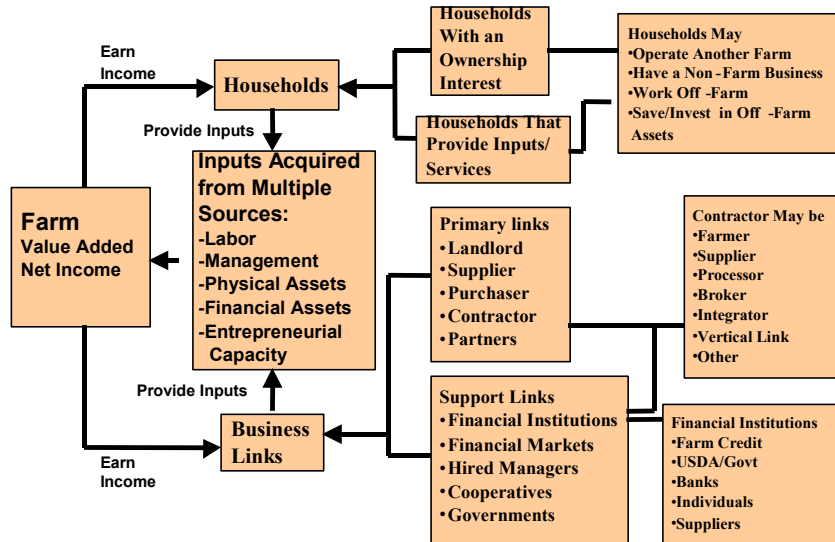 Earn
Income
Households
Provide Inputs
Households
With an
Ownership
Interest
Households That
Provide Inputs/
Services
Households May
•Operate Another Farm
•Have a Non -Farm Business
•Work Off -Farm
•Save/Invest in Off -Farm
Assets
Farm
Value Added
Net Income
Inputs Acquired
from Multiple
Sources:
-Labor
-Management
-Physical Assets
-Financial Assets
-Entrepreneurial
Capacity
Provide Inputs
Business
Links
Earn
Income
Primary links
•Landlord
•Supplier
•Purchaser
•Contractor
•Partners
Support Links
•Financial Institutions
•Financial Markets
•Hired Managers
•Cooperatives
•Governments
Contractor May be
•Farmer
•Supplier
•Processor
•Broker
•Integrator
•Vertical Link
•Other
Financial Institutions
•Farm Credit
•USDA/Govt
•Banks
•Individuals
•Suppliers